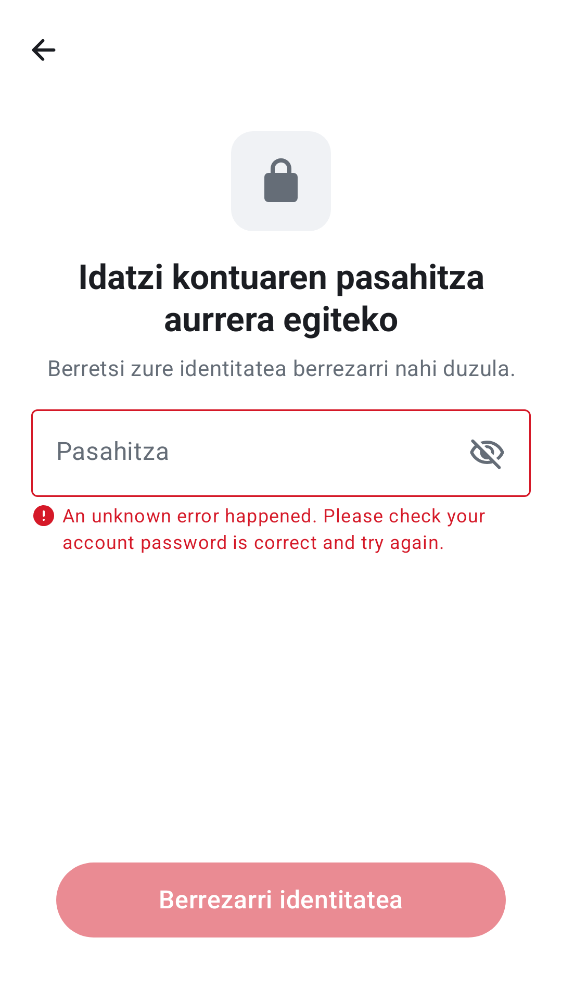 Idatzi kontuaren pasahitza
aurrera egiteko
Berretsi zure identitatea berrezarri nahi duzula.
Pasahitza
An unknown error happened. Please check your
account password is correct and try again.
Berrezarri identitatea